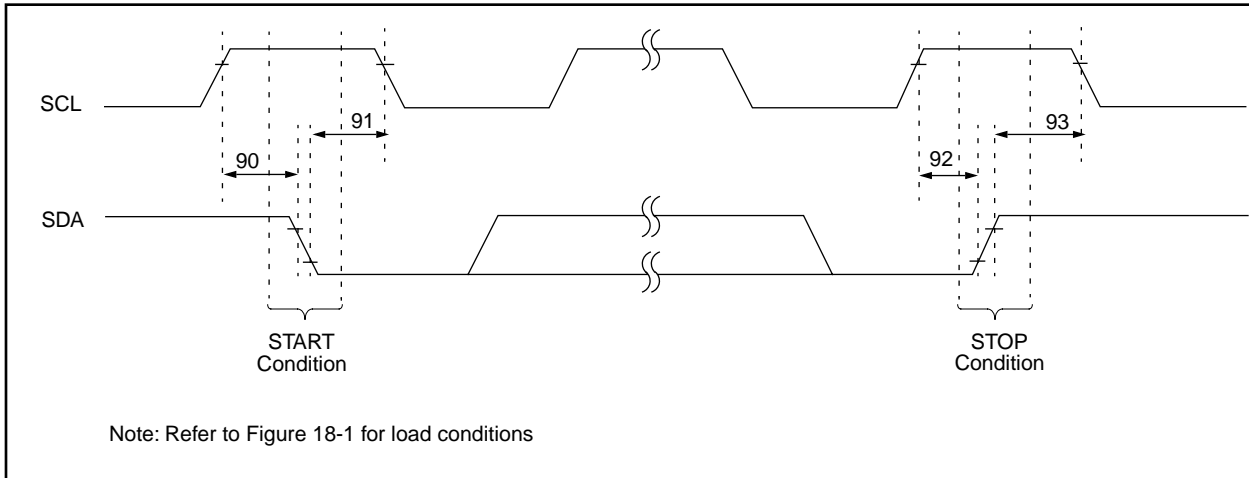 SCL
91
93
90
92
SDA
START
Condition
STOP
Condition
Note: Refer to Figure 18-1 for load conditions